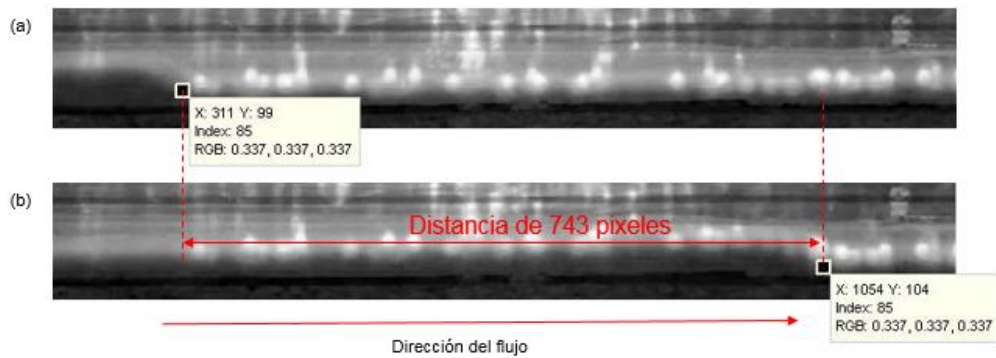 (a)
X: 311 Y: 99
Index: 85
RGB: 0.337, 0.337, 0.337
(b)
Distancia de 743 pixeles
X: 1054 Y: 104
Index: 85
RGB: 0.337, 0.337, 0.337
Dirección del flujo